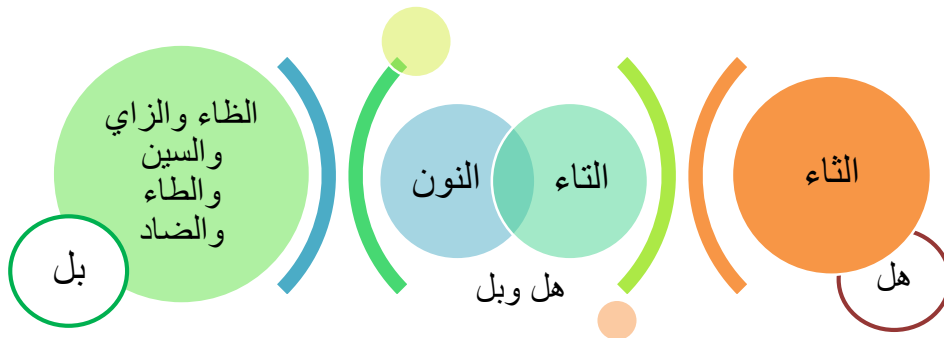 الثاء
هل
التاء
النون
هل وبل
الظاء والزاي
والسين
والطاء
والضاد
بل